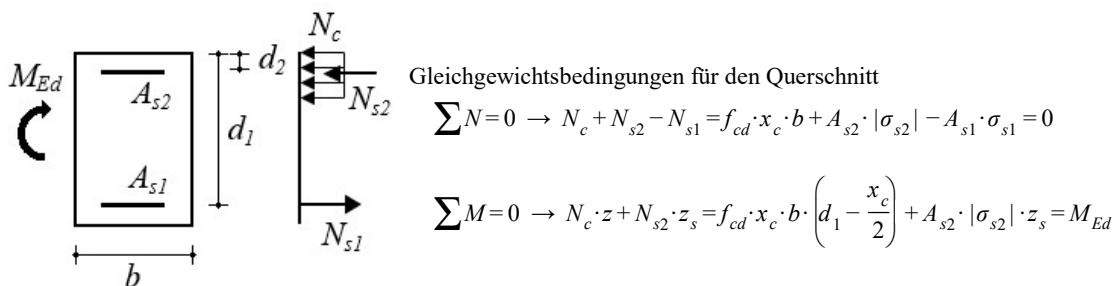 N_c
d_2
M_Ed
A_s2
N_s2
d_1
A_s1
N_s1
b
Gleichgewichtsbedingungen für den Querschnitt
∑ N = 0 → N_c + N_s2 − N_s1 = f_cd · x_c · b + A_s2 · |σ_s2| − A_s1 · σ_s1 = 0
∑ M = 0 → N_c · z + N_s2 · z_s = f_cd · x_c · b · (d_1 − x_c/2) + A_s2 · |σ_s2| · z_s = M_Ed